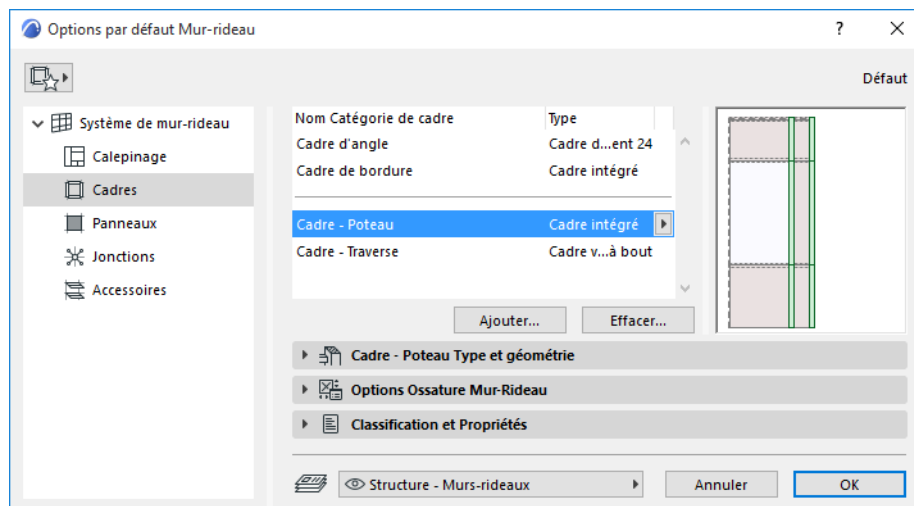 Options par défaut Mur-rideau
?
Défaut
Système de mur-rideau
Calepinage
Cadres
Panneaux
Jonctions
Accessoires
Nom Catégorie de cadre Type
Cadre d'angle Cadre d...ent 24
Cadre de bordure Cadre intégré
Cadre - Poteau Cadre intégré
Cadre - Traverse Cadre v...à bout
Ajouter... Effacer...
Cadre - Poteau Type et géométrie
Options Ossature Mur-Rideau
Classification et Propriétés
Structure - Murs-rideaux Annuler OK